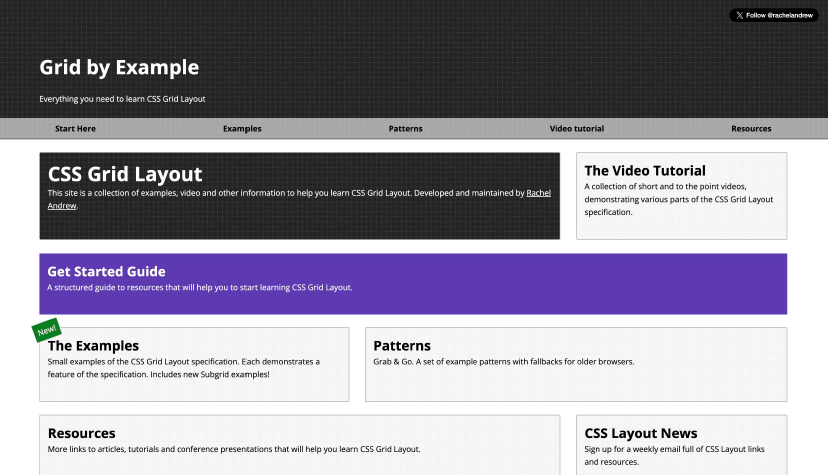 Follow @rachelandrew
Grid by Example
Everything you need to learn CSS Grid Layout
Start Here
Examples
Patterns
Video tutorial
Resources
CSS Grid Layout
This site is a collection of examples, video and other information to help you learn CSS Grid Layout. Developed and maintained by Rachel
Andrew.
The Video Tutorial
A collection of short and to the point videos,
demonstrating various parts of the CSS Grid Layout
specification.
Get Started Guide
A structured guide to resources that will help you to start learning CSS Grid Layout.
New!
The Examples
Small examples of the CSS Grid Layout specification. Each demonstrates a
feature of the specification. Includes new Subgrid examples!
Patterns
Grab & Go. A set of example patterns with fallbacks for older browsers.
Resources
More links to articles, tutorials and conference presentations that will help you learn CSS Grid Layout.
CSS Layout News
Sign up for a weekly email full of CSS Layout links
and resources.